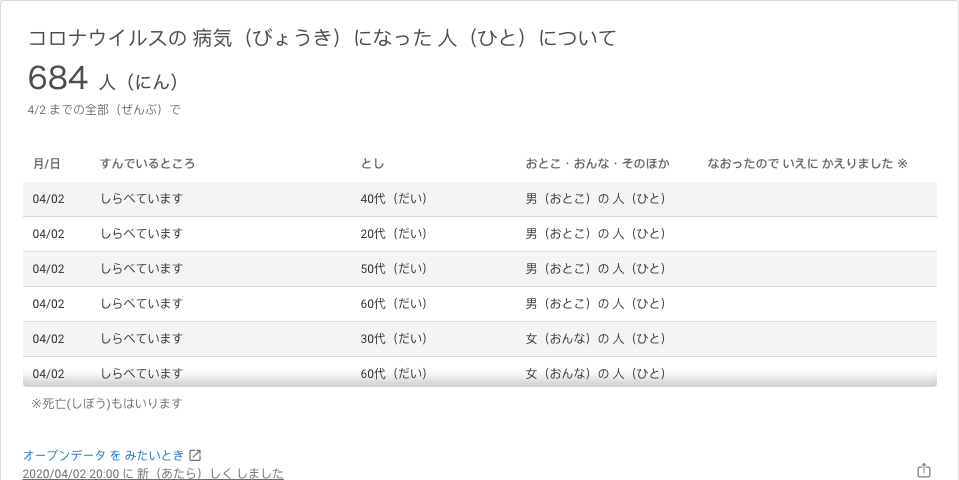 コロナウイルスの 病気（びょうき）になった 人（ひと）について
684 人（にん）
4/2 までの全部（ぜんぶ）で
月/日 すんでいるところ とし おとこ・おんな・そのほか なおったので いえに かえりました ※
04/02 しらべています 40代（だい） 男（おとこ）の 人（ひと）
04/02 しらべています 20代（だい） 男（おとこ）の 人（ひと）
04/02 しらべています 50代（だい） 男（おとこ）の 人（ひと）
04/02 しらべています 60代（だい） 男（おとこ）の 人（ひと）
04/02 しらべています 30代（だい） 女（おんな）の 人（ひと）
04/02 しらべています 60代（だい） 女（おんな）の 人（ひと）
※死亡(しぼう)もはいります
オープンデータ を みたいとき
2020/04/02 20:00 に 新（あたら）しく しました